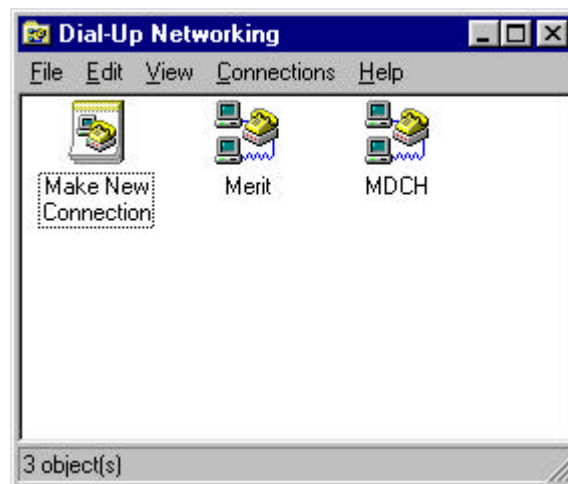 Dial-Up Networking
File Edit View Connections Help
Make New Connection
Merit
MDCH
3 object(s)